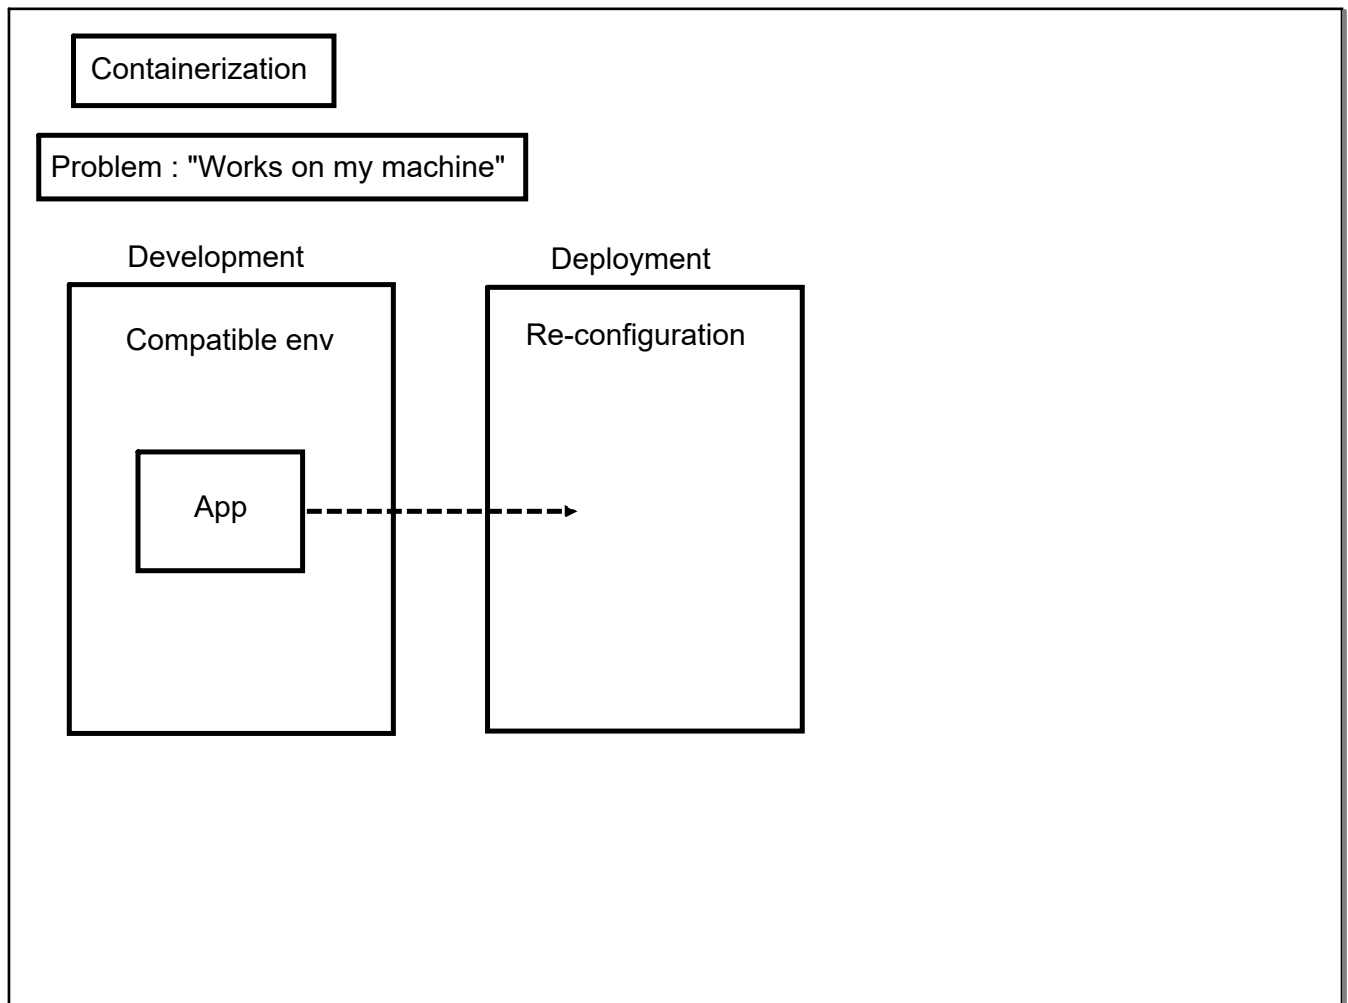 Containerization
Problem : "Works on my machine"
Development
Deployment
Compatible env
Re-configuration
App